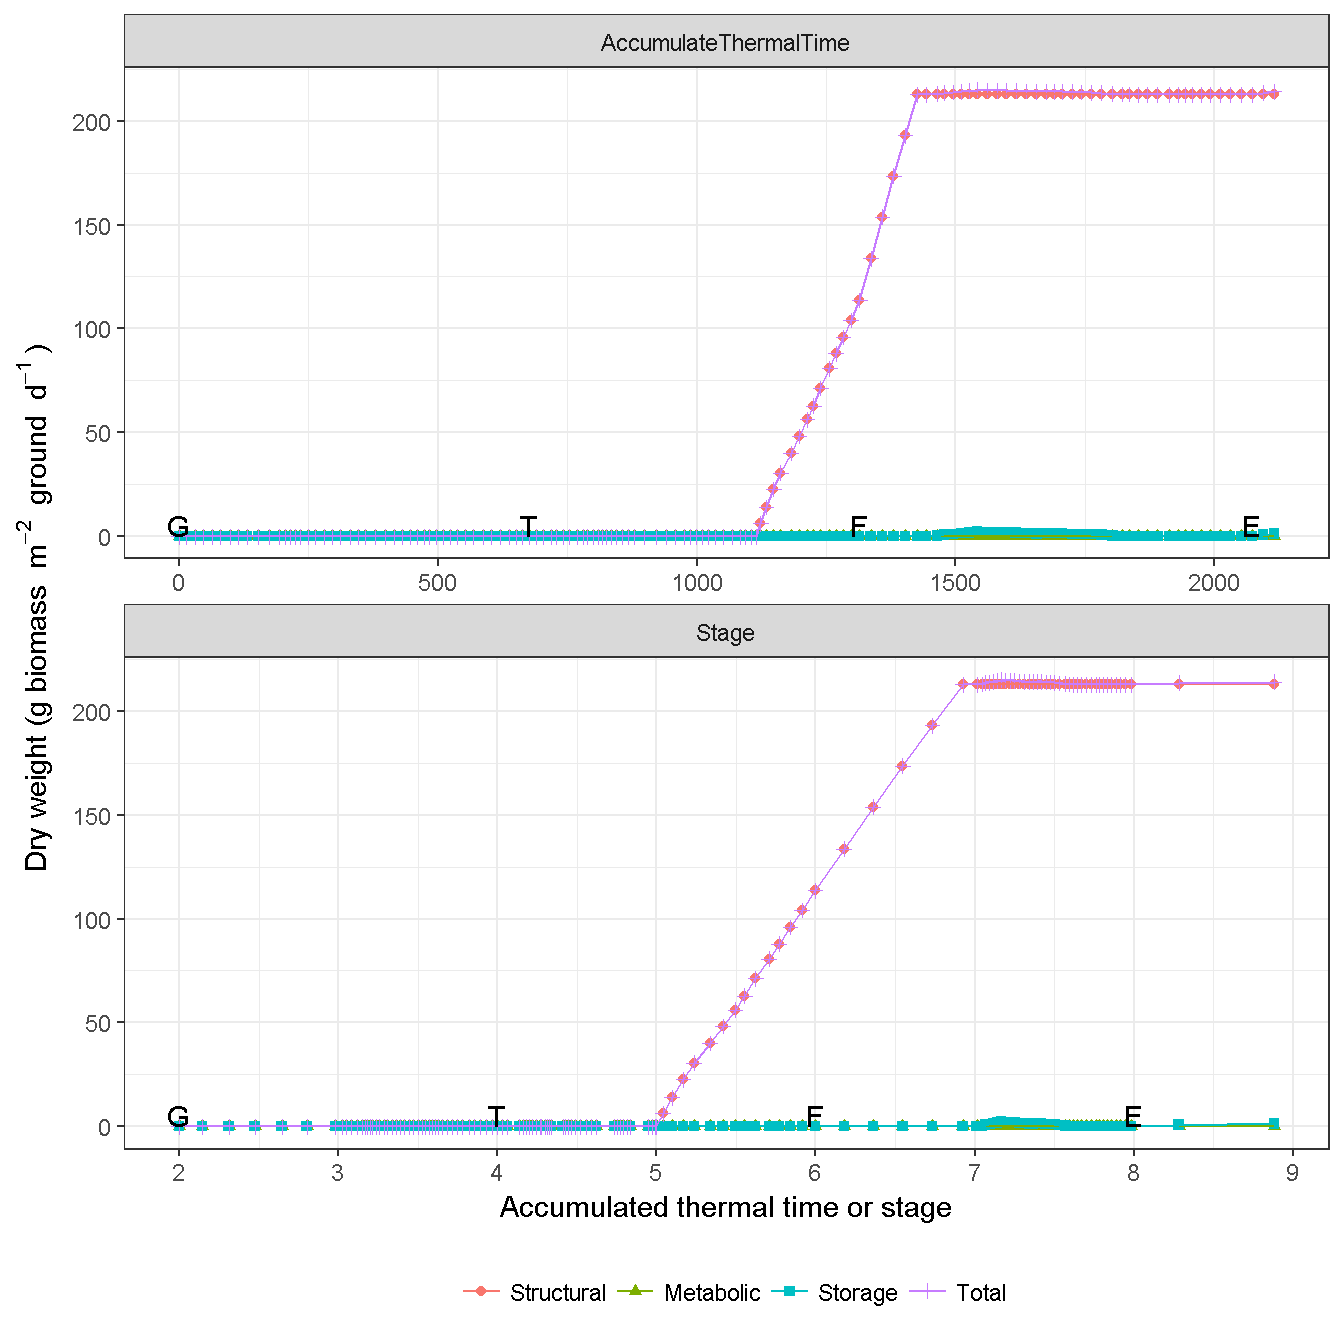 AccumulateThermalTime
200
150
100
50
0
G T F E
0 500 1000 1500 2000
Dry weight (g biomass m⁻² ground d⁻¹)
Stage
200
150
100
50
0
G T F E
2 3 4 5 6 7 8 9
Accumulated thermal time or stage
Structural Metabolic Storage Total